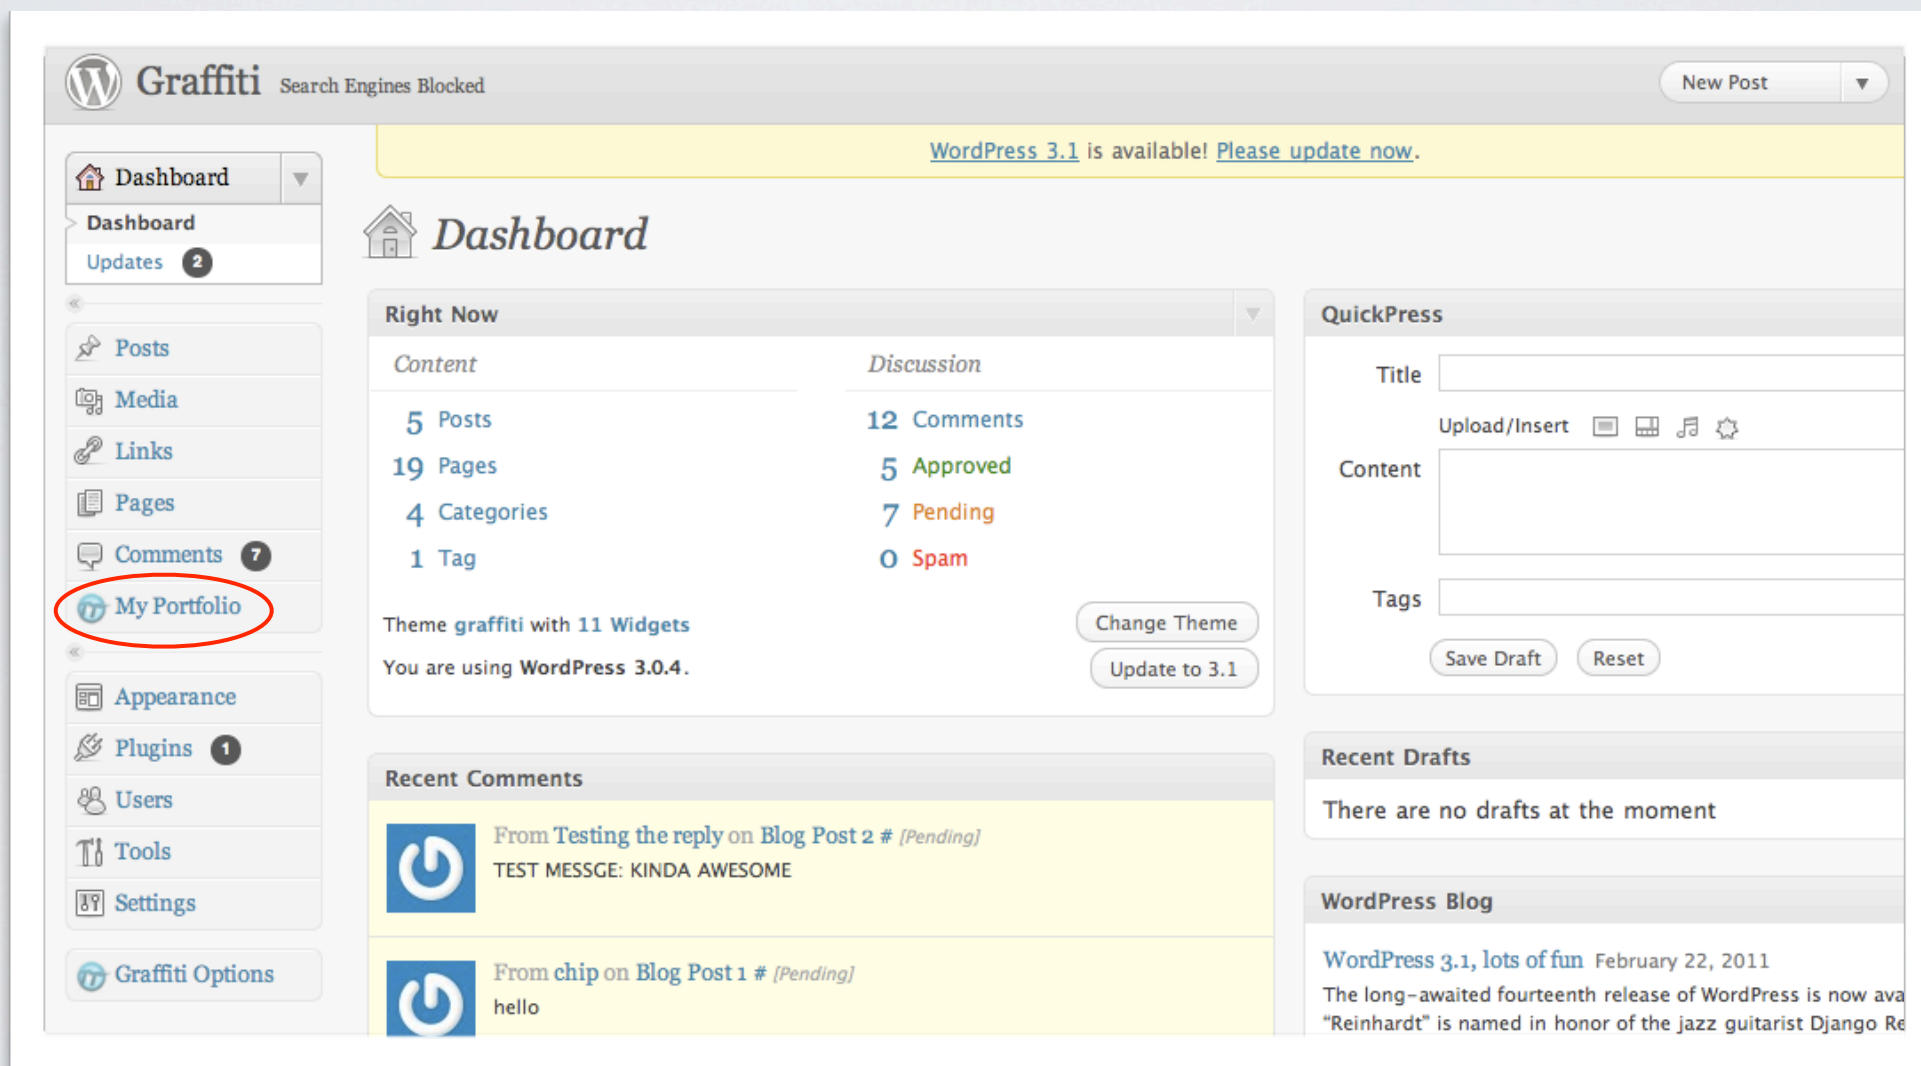 Graffiti Search Engines Blocked
New Post
WordPress 3.1 is available! Please update now.
Dashboard
Dashboard
Updates 2
Posts
Media
Links
Pages
Comments 7
My Portfolio
Appearance
Plugins 1
Users
Tools
Settings
Graffiti Options
Dashboard
Right Now
Content
5 Posts
19 Pages
4 Categories
1 Tag
Discussion
12 Comments
5 Approved
7 Pending
0 Spam
Theme graffiti with 11 Widgets
Change Theme
You are using WordPress 3.0.4.
Update to 3.1
Recent Comments
From Testing the reply on Blog Post 2 # [Pending]
TEST MESSGE: KINDA AWESOME
From chip on Blog Post 1 # [Pending]
hello
QuickPress
Title
Upload/Insert
Content
Tags
Save Draft
Reset
Recent Drafts
There are no drafts at the moment
WordPress Blog
WordPress 3.1, lots of fun February 22, 2011
The long-awaited fourteenth release of WordPress is now ava
“Reinhardt” is named in honor of the jazz guitarist Django Re